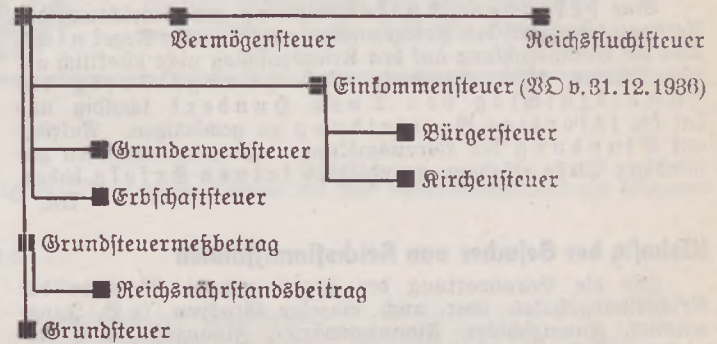 Vermögensteuer Reichsfluchtsteuer
Einkommensteuer (VO v. 31. 12. 1936)
Bürgersteuer
Grunderwerbsteuer
Kirchensteuer
Erbschaftsteuer
Grundsteuermeßbetrag
Reichsnährstandsbeitrag
Grundsteuer